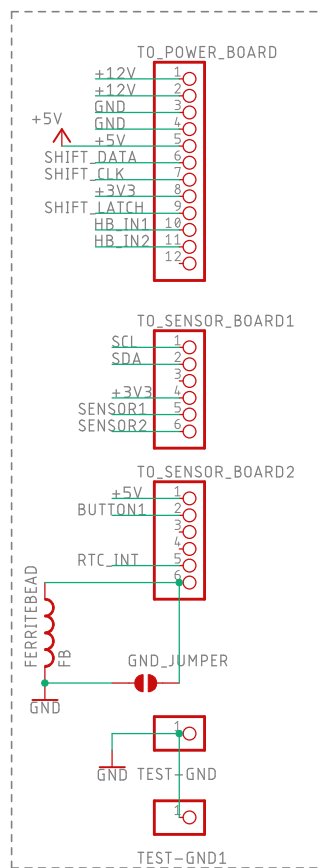 TO_POWER_BOARD
+12V 1
+12V 2
GND 3
GND 4
+5V
+5V 5
SHIFT_DATA 6
SHIFT_CLK 7
+3V3 8
SHIFT_LATCH 9
HB_IN1 10
HB_IN2 11
12
TO_SENSOR_BOARD1
SCL 1
SDA 2
3
+3V3 4
SENSOR1 5
SENSOR2 6
TO_SENSOR_BOARD2
+5V 1
BUTTON1 2
3
4
RTC_INT 5
6
FERRITEBEAD
FB
GND_JUMPER
GND
1
GND
TEST-GND
1
TEST-GND1